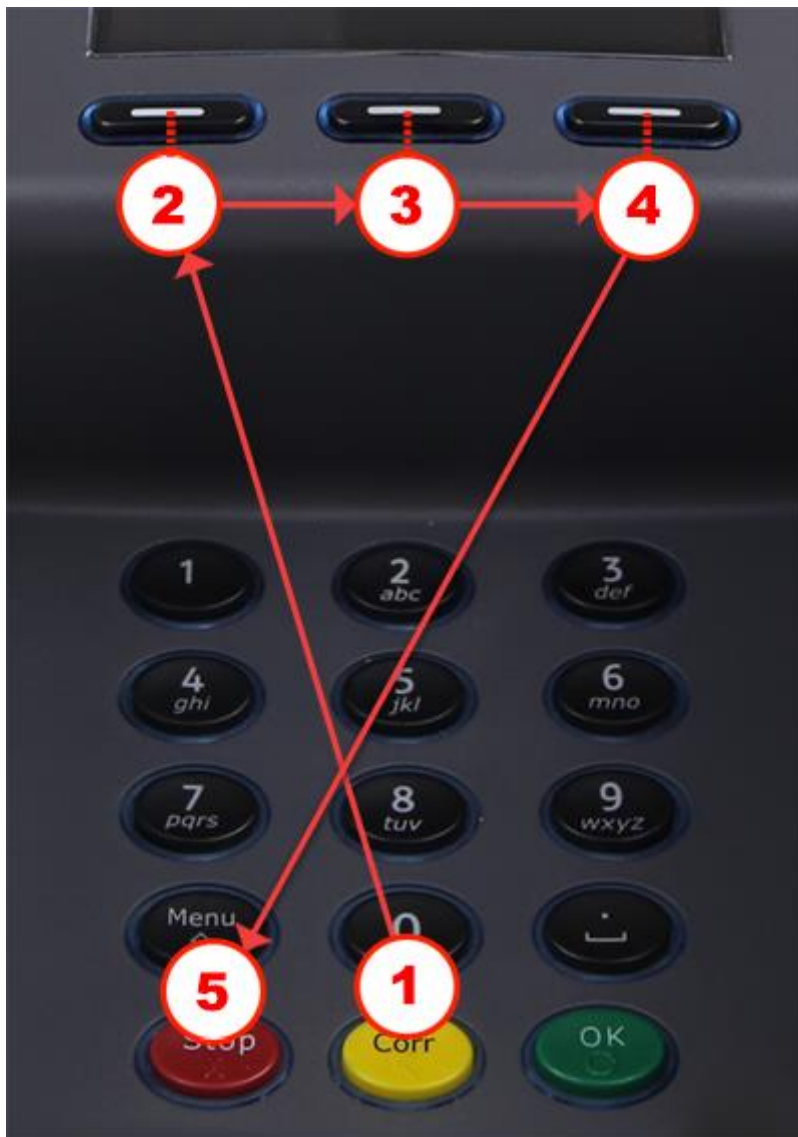 2 3 4
1 2 3
abc def
4 5 6
ghi jkl mno
7 8 9
pqrs tuv wxyz
Menu 0
5 1
Stop Corr OK